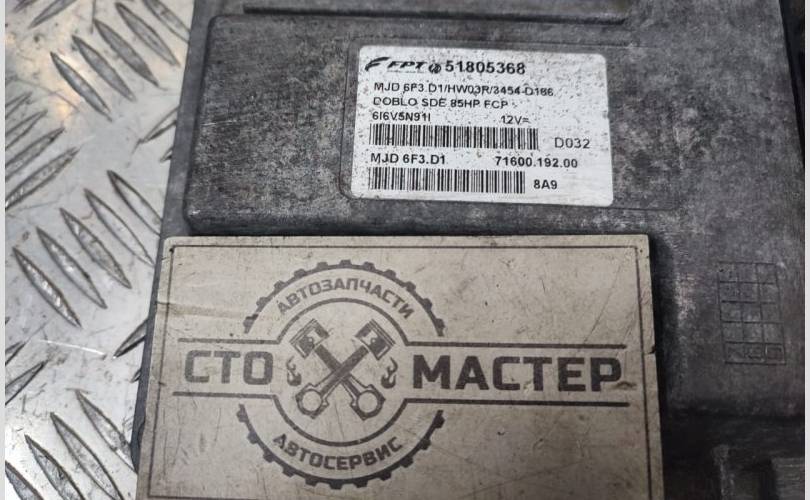 FPT 51805368
MJD 6F3.D1/HW03R/3454-D186
DOBLO SDE 85HP FCP
6I6V5N91I 12V=
D032
MJD 6F3.D1 71600.192.00
8A9
АВТОЗАПЧАСТИ
СТО МАСТЕР
АВТОСЕРВИС